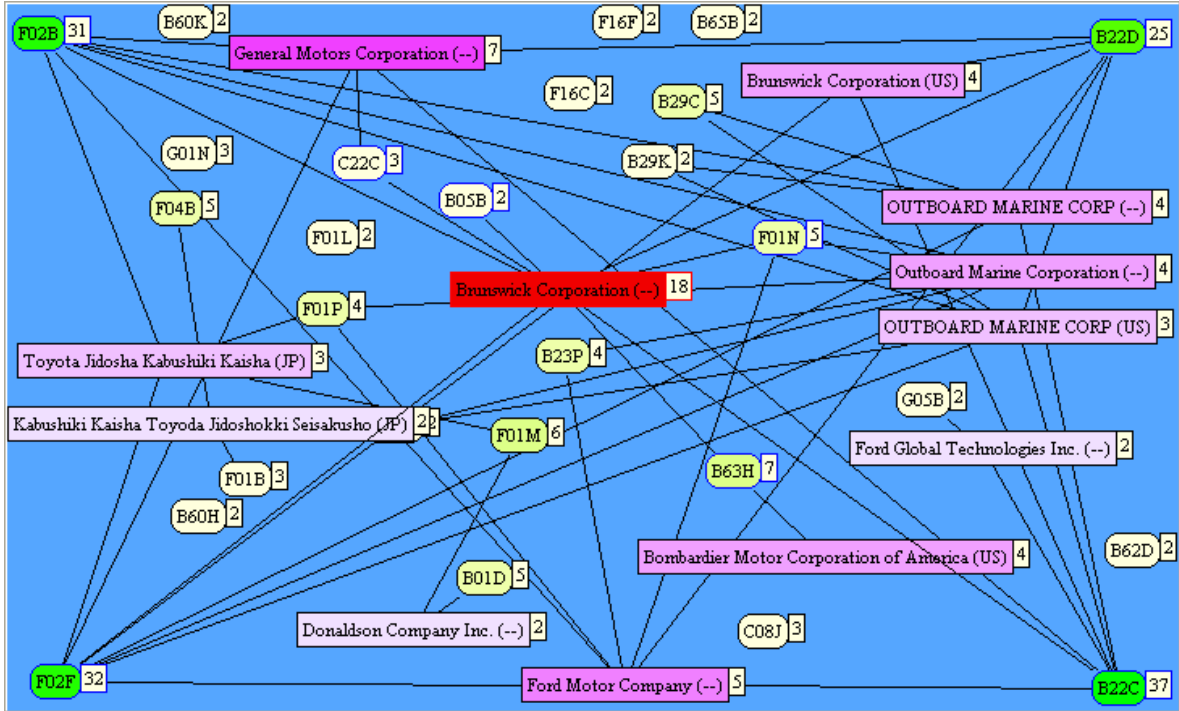 B60K 2
F16F 2
B65B 2
F02B 31
B22D 25
General Motors Corporation (--) 7
Brunswick Corporation (US) 4
F16C 2
B29C 5
G01N 3
C22C 3
B29K 2
B05B 2
F04B 5
OUTBOARD MARINE CORP (--) 4
F01L 2
F01N 5
Outboard Marine Corporation (--) 4
Brunswick Corporation (--) 18
F01P 4
OUTBOARD MARINE CORP (US) 3
Toyota Jidosha Kabushiki Kaisha (JP) 3
B23P 4
G05B 2
Kabushiki Kaisha Toyoda Jidoshokki Seisakusho (JP) 2
2
F01M 6
Ford Global Technologies Inc. (--) 2
F01B 3
B63H 7
B60H 2
B62D 2
Bombardier Motor Corporation of America (US) 4
B01D 5
Donaldson Company Inc. (--) 2
C08J 3
F02F 32
Ford Motor Company (--) 5
B22C 37